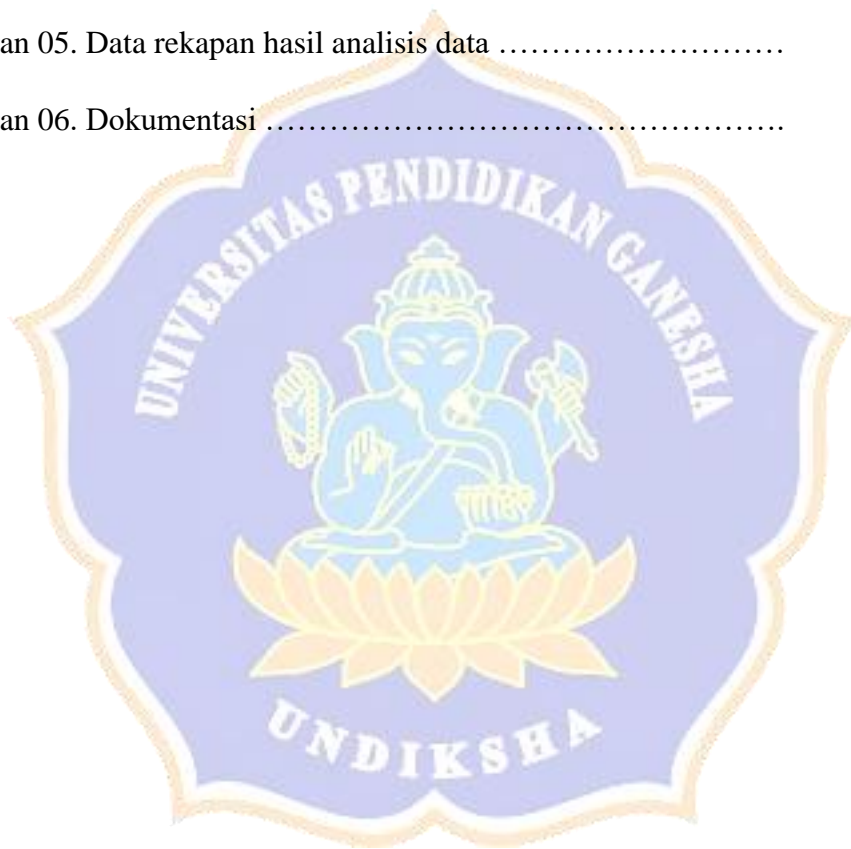 an 05. Data rekapan hasil analisis data ………………………
an 06. Dokumentasi ………………………………………….
UNIVERSITAS PENDIDIKAN GANESHA
UNDIKSHA